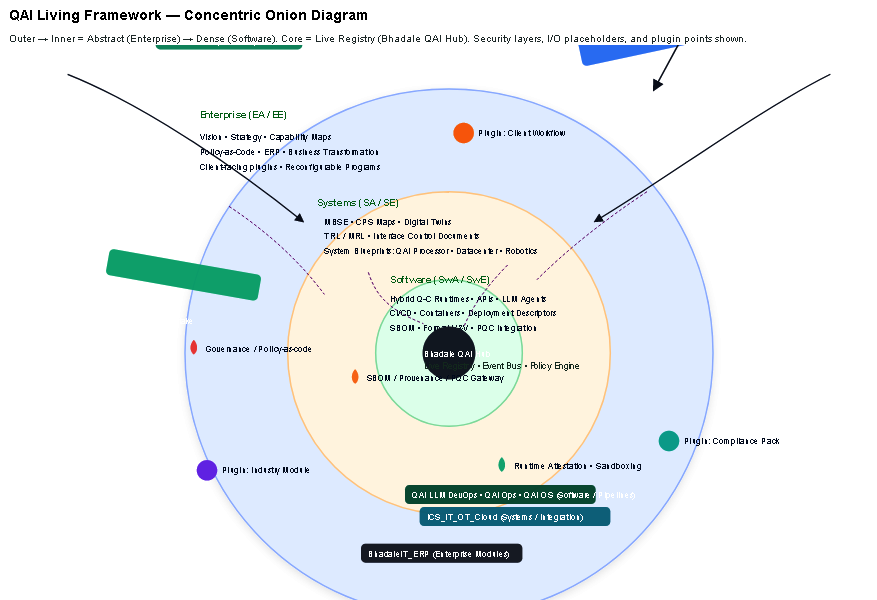 QAI Living Framework — Concentric Onion Diagram
Outer → Inner = Abstract (Enterprise) → Dense (Software). Core = Live Registry (Bhadale QAI Hub). Security layers, I/O placeholders, and plugin points shown.
Enterprise (EA / EE)
Vision • Strategy • Capability Maps
Policy-as-Code • ERP • Business Transformation
Client-facing plugins • Reconfigurable Programs
Plugin: Client Workflow
Systems (SA / SE)
MBSE • CPS Maps • Digital Twins
TRL / MRL • Interface Control Documents
System Blueprints: QAI Processor • Datacenter • Robotics
Software (SwA / SwE)
Hybrid Q-C Runtimes • APIs • LLM Agents
CI/CD • Containers • Deployment Descriptors
SBOM • Formal V&V • PQC Integration
Governance / Policy-as-code
Bhadale QAI
• Event Bus • Policy Engine
SBOM / Provenance / PQC Gateway
Plugin: Compliance Pack
Runtime Attestation • Sandboxing
Plugin: Industry Module
QAI LLM DevOps • QAI Ops • QAI OS (Software / Pipelines)
ICS_IT_OT_Cloud (Systems / Integration)
BhadaleIT_ERP (Enterprise Modules)